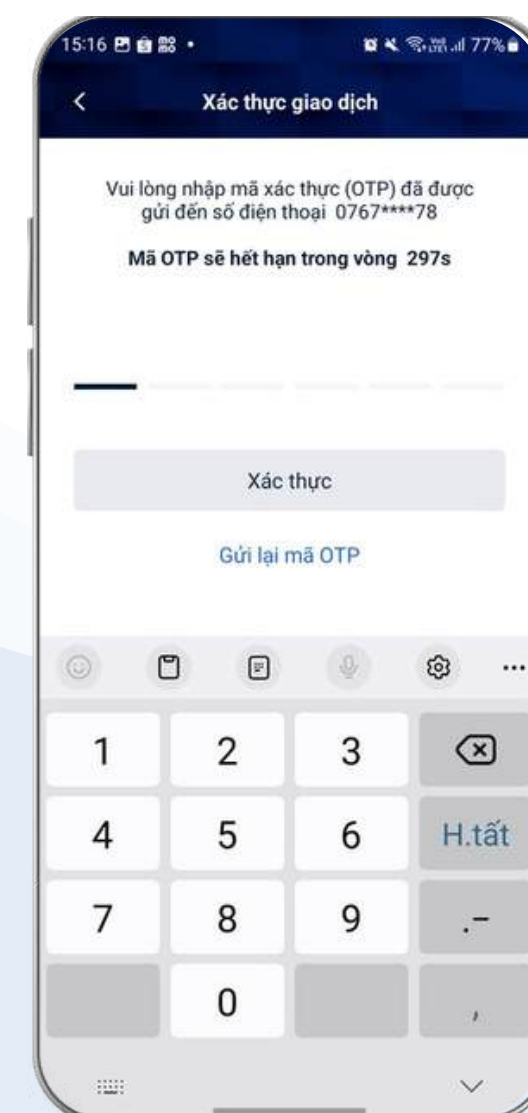 15:16 77%
Xác thực giao dịch
Vui lòng nhập mã xác thực (OTP) đã được
gửi đến số điện thoại 0767****78
Mã OTP sẽ hết hạn trong vòng 297s
Xác thực
Gửi lại mã OTP
1 2 3
4 5 6 H.tất
7 8 9 .-
0 ,